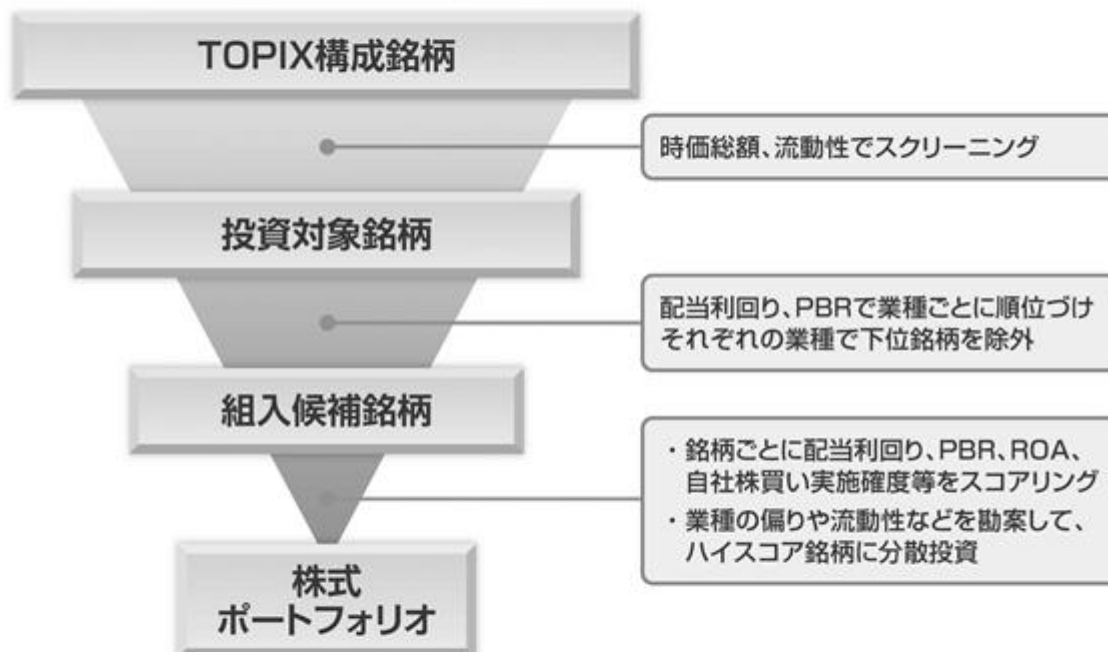 TOPIX構成銘柄
時価総額、流動性でスクリーニング
投資対象銘柄
配当利回り、PBRで業種ごとに順位づけ
それぞれの業種で下位銘柄を除外
組入候補銘柄
・銘柄ごとに配当利回り、PBR、ROA、
自社株買い実施確度等をスコアリング
・業種の偏りや流動性などを勘案して、
ハイスコア銘柄に分散投資
株式
ポートフォリオ